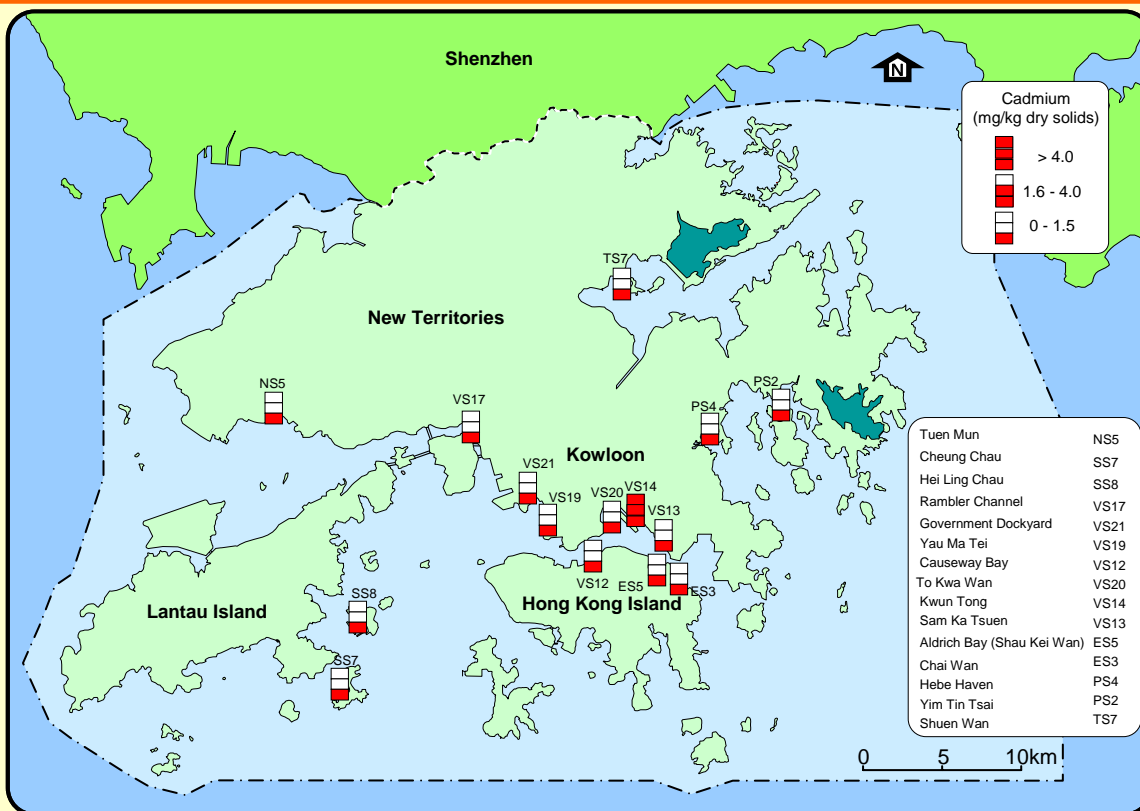 Shenzhen
N
Cadmium
(mg/kg dry solids)
> 4.0
1.6 - 4.0
0 - 1.5
TS7
New Territories
NS5
VS17
PS2
PS4
Kowloon
VS21
VS19
VS20
VS14
VS13
VS12
ES5
ES3
Hong Kong Island
Lantau Island
SS8
SS7
Tuen Mun NS5
Cheung Chau SS7
Hei Ling Chau SS8
Rambler Channel VS17
Government Dockyard VS21
Yau Ma Tei VS19
Causeway Bay VS12
To Kwa Wan VS20
Kwun Tong VS14
Sam Ka Tsuen VS13
Aldrich Bay (Shau Kei Wan) ES5
Chai Wan ES3
Hebe Haven PS4
Yim Tin Tsai PS2
Shuen Wan TS7
0 5 10km